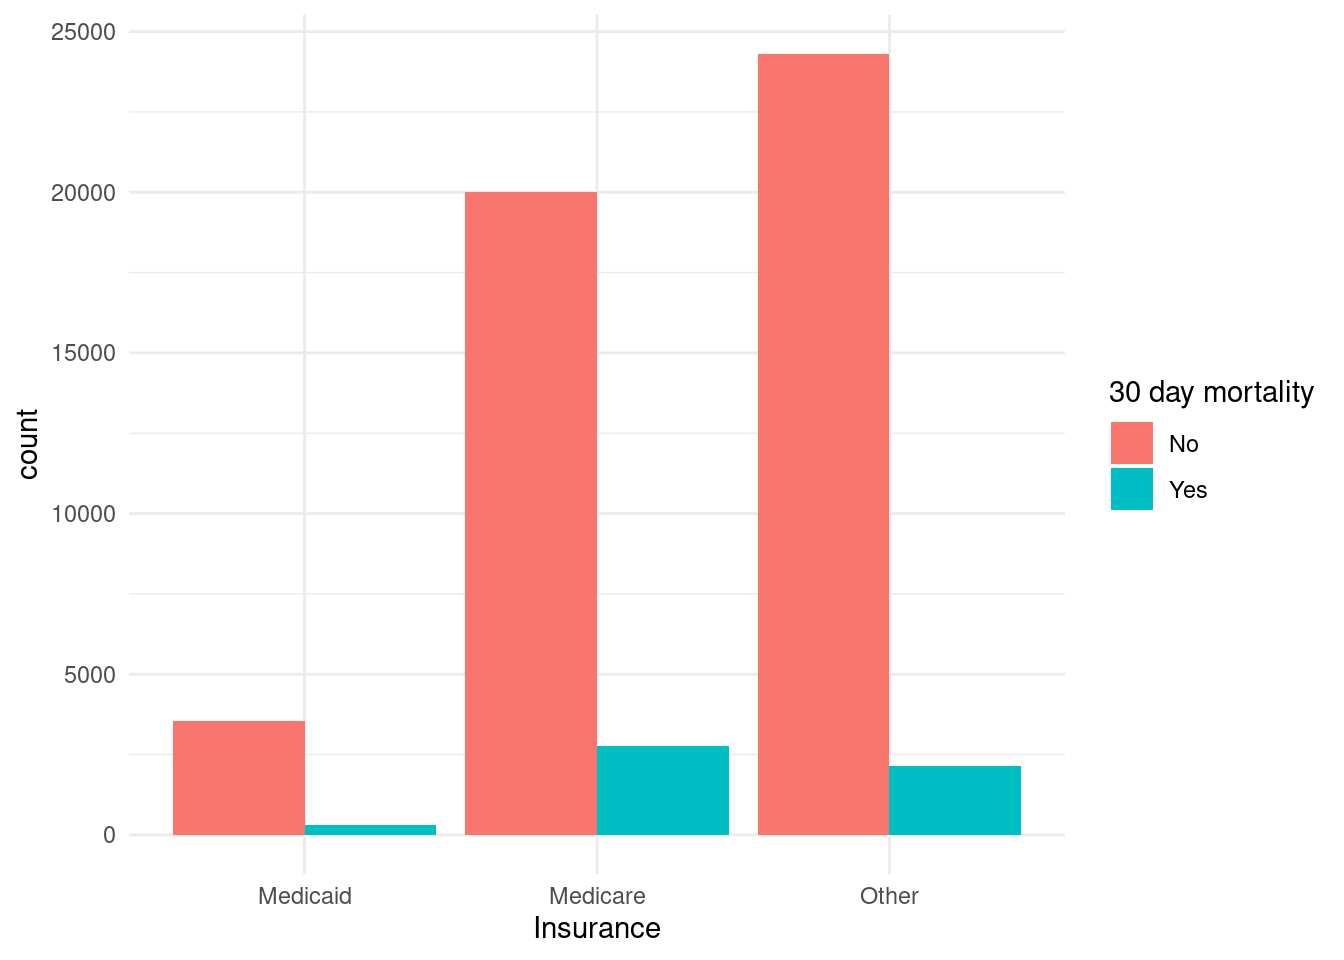 25000
20000
15000
10000
5000
0
count
Medicaid Medicare Other
Insurance
30 day mortality
No
Yes